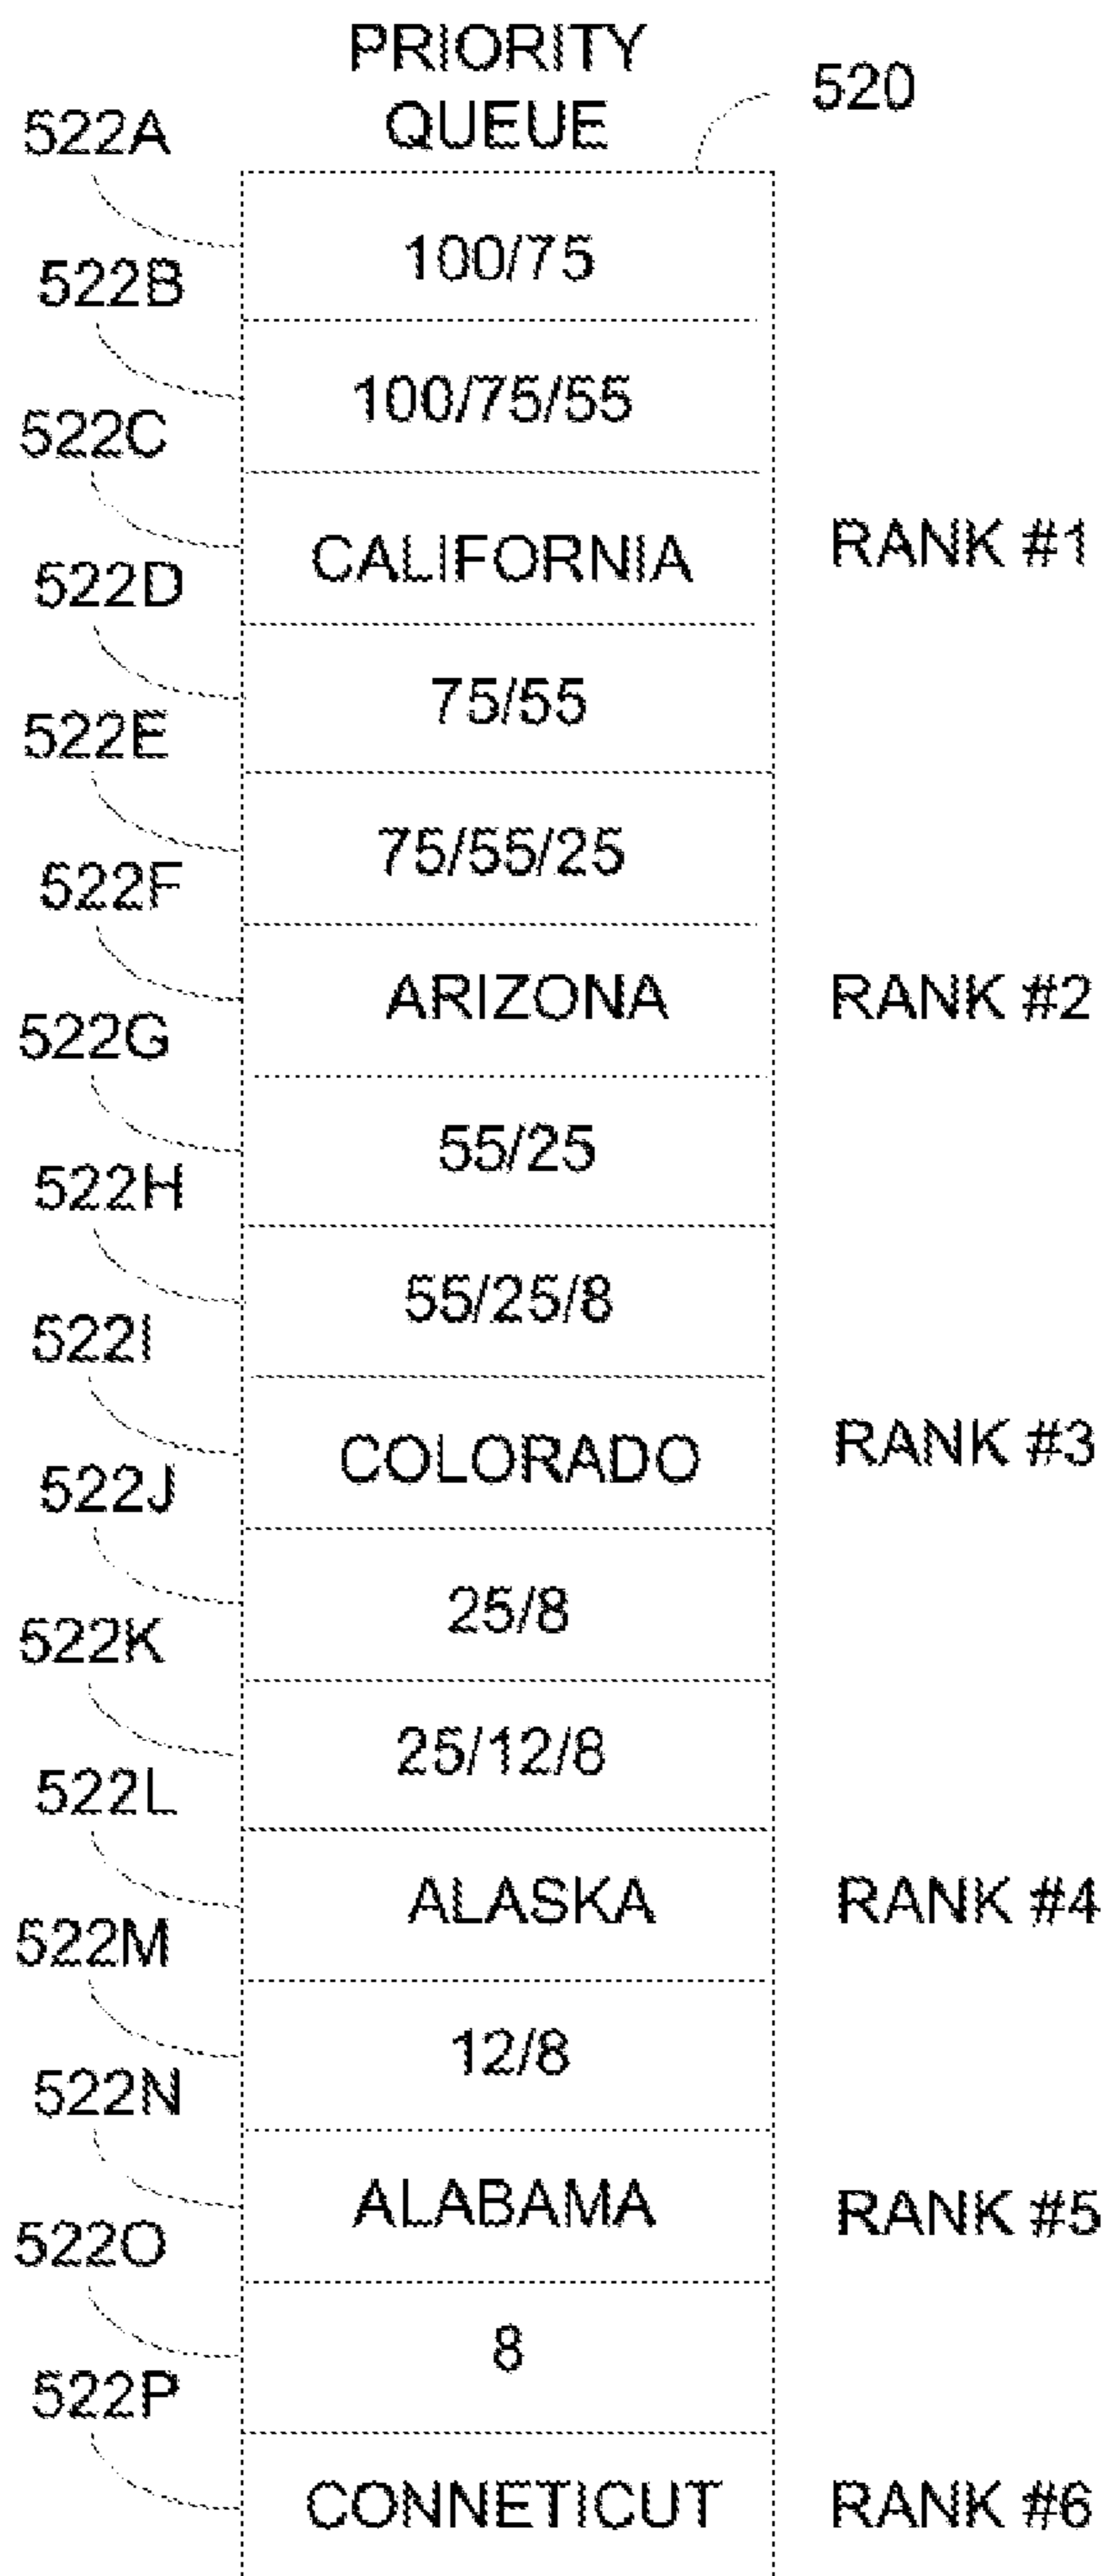 PRIORITY
QUEUE
520
522A
100/75
522B
100/75/55
522C
CALIFORNIA
RANK #1
522D
75/55
522E
75/55/25
522F
ARIZONA
RANK #2
522G
55/25
522H
55/25/8
522I
COLORADO
RANK #3
522J
25/8
522K
25/12/8
522L
ALASKA
RANK #4
522M
12/8
522N
ALABAMA
RANK #5
522O
8
522P
CONNETICUT
RANK #6